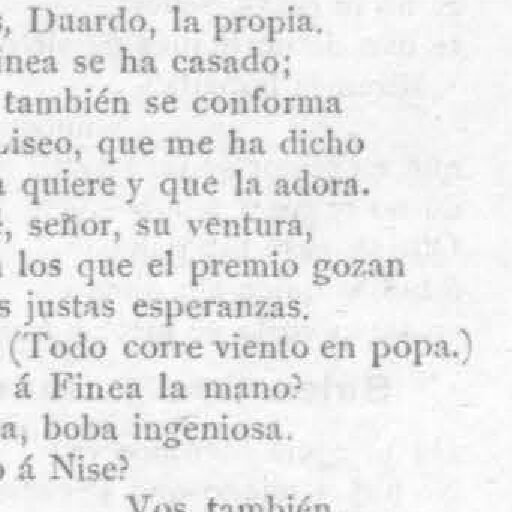 , Duardo, la propia.
inea se ha casado;
también se conforma
Liseo, que me ha dicho
quiere y que la adora.
, señor, su ventura,
los que el premio gozan
s justas esperanzas.
(Todo corre viento en popa.)
á Finea la mano?
a, boba ingeniosa.
á Nise?
Vos también.